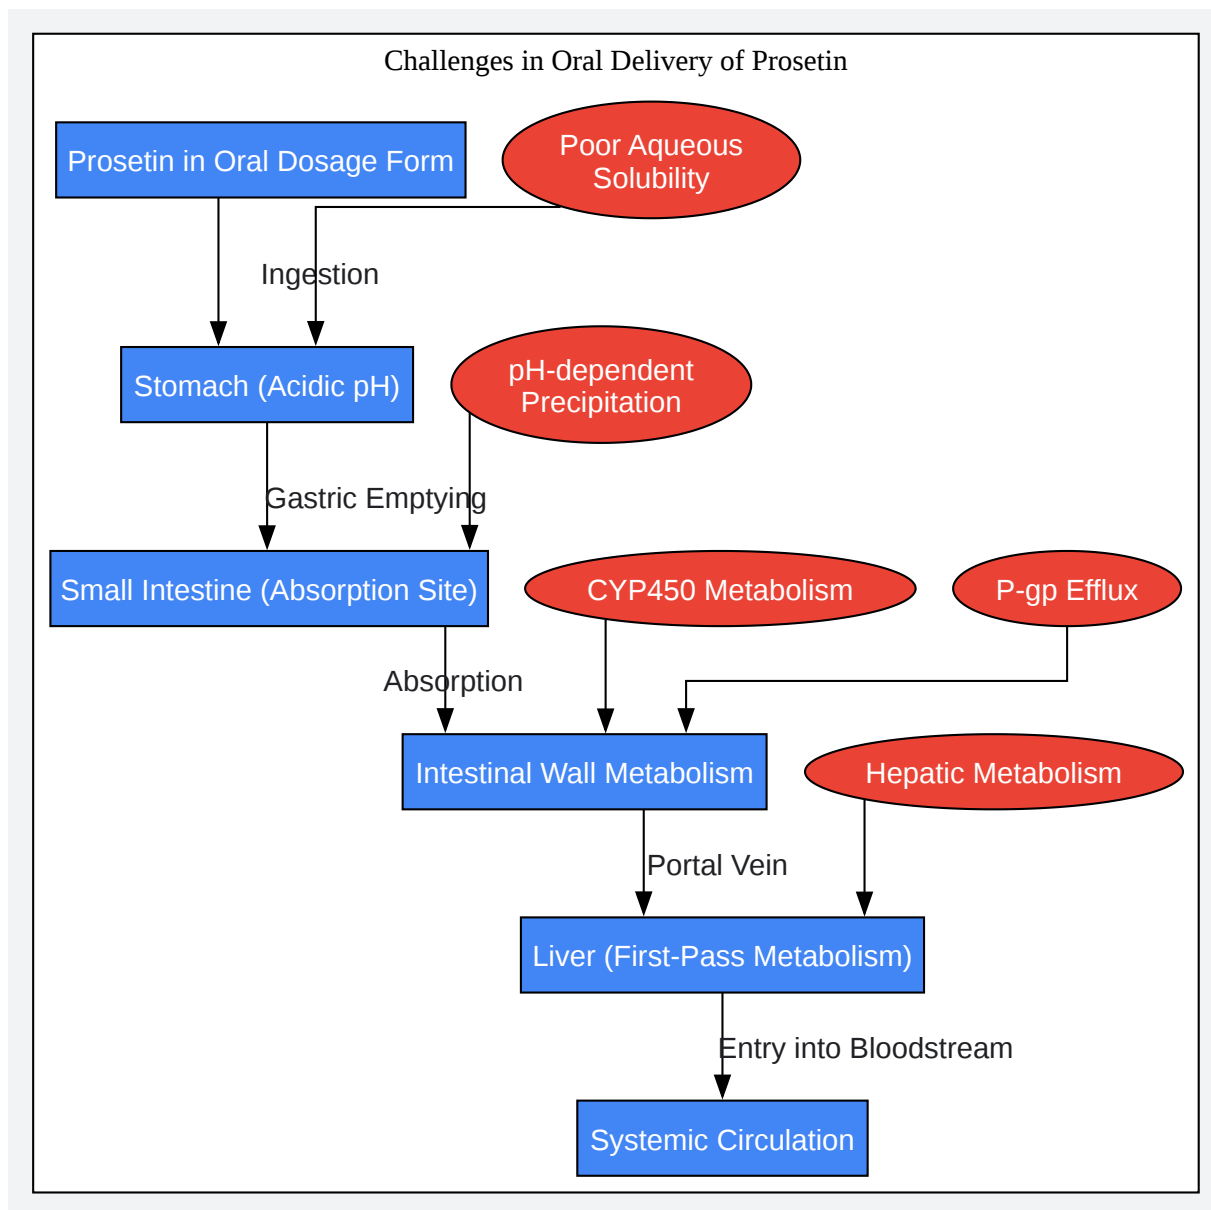 Challenges in Oral Delivery of Prosetin
Prosetin in Oral Dosage Form
Poor Aqueous
Solubility
Ingestion
Stomach (Acidic pH)
pH-dependent
Precipitation
Gastric Emptying
Small Intestine (Absorption Site)
CYP450 Metabolism
P-gp Efflux
Absorption
Intestinal Wall Metabolism
Hepatic Metabolism
Portal Vein
Liver (First-Pass Metabolism)
Entry into Bloodstream
Systemic Circulation